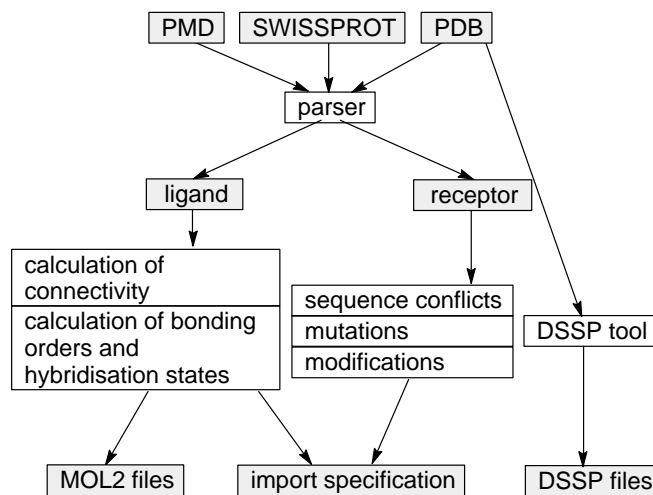 PMD
SWISSPROT
PDB
parser
ligand
receptor
calculation of
connectivity
calculation of bonding
orders and
hybridisation states
sequence conflicts
mutations
modifications
DSSP tool
MOL2 files
import specification
DSSP files